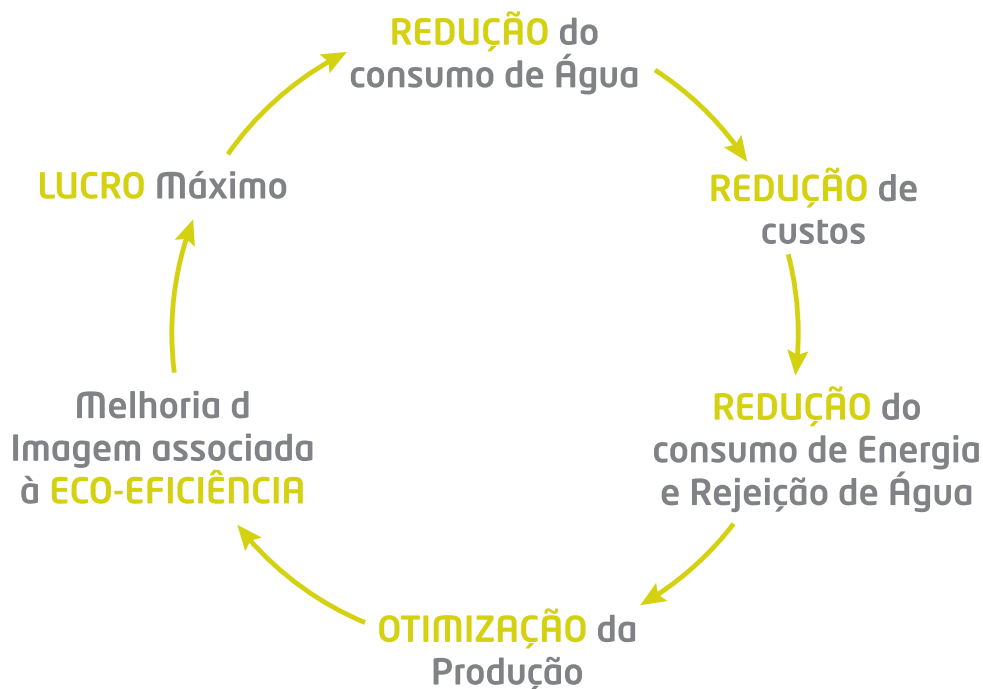 REDUÇÃO do
consumo de Água
REDUÇÃO de
custos
REDUÇÃO do
consumo de Energia
e Rejeição de Água
OTIMIZAÇÃO da
Produção
Melhoria d
Imagem associada
à ECO-EFICIÊNCIA
LUCRO Máximo